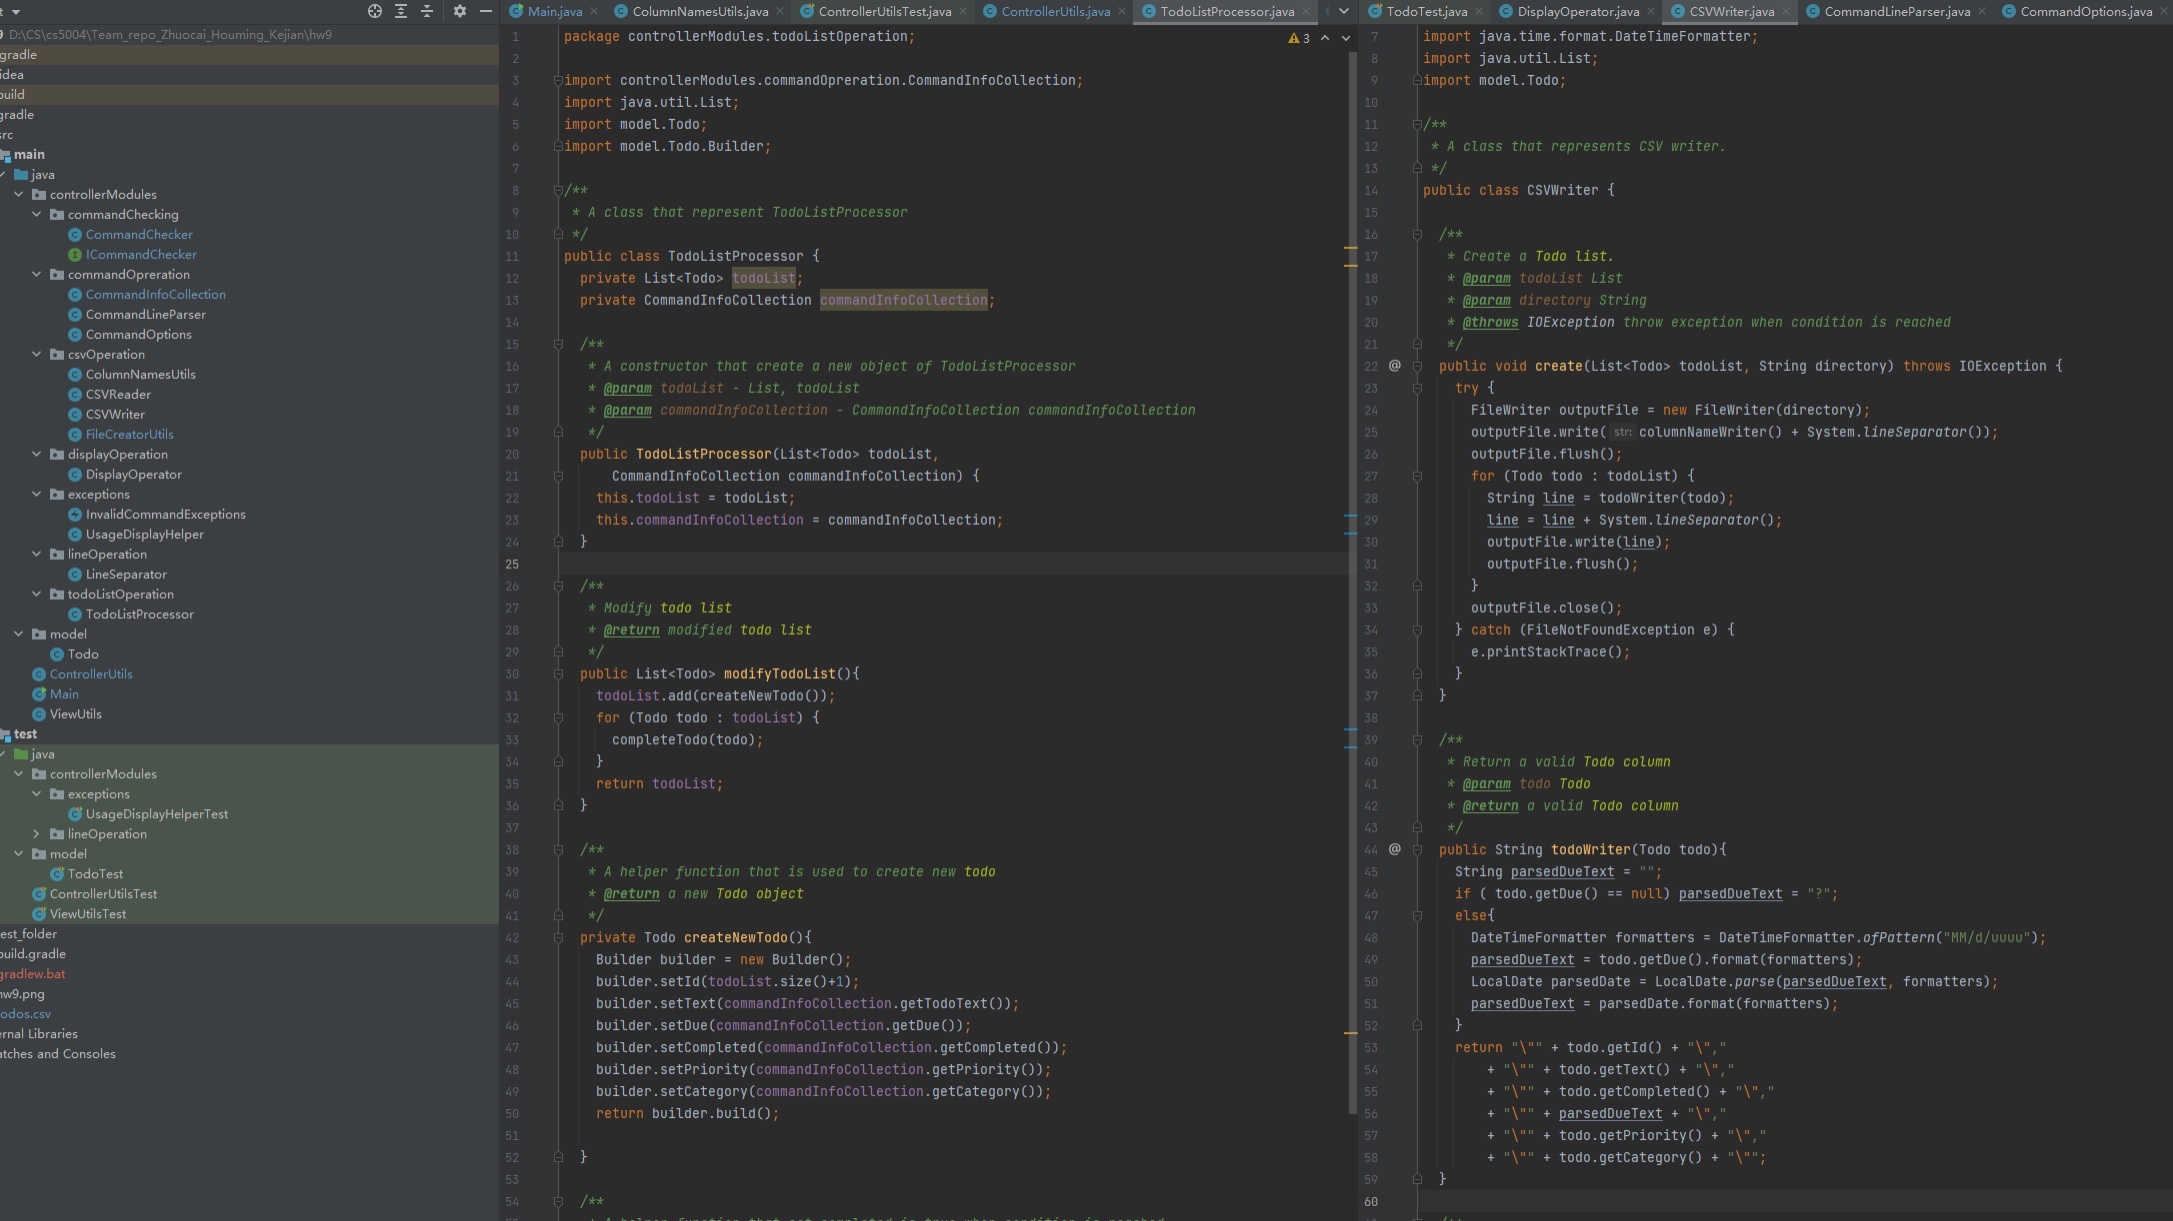 t
D:\CS\cs5004\Team_repo_Zhuocai_Houming_Kejian\hw9
gradle
idea
build
gradle
src
main
java
controllerModules
commandChecking
CommandChecker
ICommandChecker
commandOpreration
CommandInfoCollection
CommandLineParser
CommandOptions
csvOperation
ColumnNamesUtils
CSVReader
CSVWriter
FileCreatorUtils
displayOperation
DisplayOperator
exceptions
InvalidCommandExceptions
UsageDisplayHelper
lineOperation
LineSeparator
todoListOperation
TodoListProcessor
model
Todo
ControllerUtils
Main
ViewUtils
test
java
controllerModules
exceptions
UsageDisplayHelperTest
lineOperation
model
TodoTest
ControllerUtilsTest
ViewUtilsTest
est_folder
build.gradle
gradlew.bat
hw9.png
odos.csv
ernal Libraries
atches and Consoles
Main.java ColumnNamesUtils.java ControllerUtilsTest.java ControllerUtils.java TodoListProcessor.java
3
1 package controllerModules.todoListOperation;
2
3 import controllerModules.commandOpreration.CommandInfoCollection;
4 import java.util.List;
5 import model.Todo;
6 import model.Todo.Builder;
7
8 /**
9 * A class that represent TodoListProcessor
10 */
11 public class TodoListProcessor {
12 private List<Todo> todoList;
13 private CommandInfoCollection commandInfoCollection;
14
15 /**
16 * A constructor that create a new object of TodoListProcessor
17 * @param todoList - List, todoList
18 * @param commandInfoCollection - CommandInfoCollection commandInfoCollection
19 */
20 public TodoListProcessor(List<Todo> todoList,
21 CommandInfoCollection commandInfoCollection) {
22 this.todoList = todoList;
23 this.commandInfoCollection = commandInfoCollection;
24 }
25
26 /**
27 * Modify todo list
28 * @return modified todo list
29 */
30 public List<Todo> modifyTodoList(){
31 todoList.add(createNewTodo());
32 for (Todo todo : todoList) {
33 completeTodo(todo);
34 }
35 return todoList;
36 }
37
38 /**
39 * A helper function that is used to create new todo
40 * @return a new Todo object
41 */
42 private Todo createNewTodo(){
43 Builder builder = new Builder();
44 builder.setId(todoList.size()+1);
45 builder.setText(commandInfoCollection.getTodoText());
46 builder.setDue(commandInfoCollection.getDue());
47 builder.setCompleted(commandInfoCollection.getCompleted());
48 builder.setPriority(commandInfoCollection.getPriority());
49 builder.setCategory(commandInfoCollection.getCategory());
50 return builder.build();
51
52 }
53
54 /**
TodoTest.java DisplayOperator.java CSVWriter.java CommandLineParser.java CommandOptions.java
7 import java.time.format.DateTimeFormatter;
8 import java.util.List;
9 import model.Todo;
10
11 /**
12 * A class that represents CSV writer.
13 */
14 public class CSVWriter {
15
16 /**
17 * Create a Todo list.
18 * @param todoList List
19 * @param directory String
20 * @throws IOException throw exception when condition is reached
21 */
22 @ public void create(List<Todo> todoList, String directory) throws IOException {
23 try {
24 FileWriter outputFile = new FileWriter(directory);
25 outputFile.write( str: columnNameWriter() + System.lineSeparator());
26 outputFile.flush();
27 for (Todo todo : todoList) {
28 String line = todoWriter(todo);
29 line = line + System.lineSeparator();
30 outputFile.write(line);
31 outputFile.flush();
32 }
33 outputFile.close();
34 } catch (FileNotFoundException e) {
35 e.printStackTrace();
36 }
37 }
38
39 /**
40 * Return a valid Todo column
41 * @param todo Todo
42 * @return a valid Todo column
43 */
44 @ public String todoWriter(Todo todo){
45 String parsedDueText = "";
46 if ( todo.getDue() == null) parsedDueText = "?";
47 else{
48 DateTimeFormatter formatters = DateTimeFormatter.ofPattern("MM/d/uuuu");
49 parsedDueText = todo.getDue().format(formatters);
50 LocalDate parsedDate = LocalDate.parse(parsedDueText, formatters);
51 parsedDueText = parsedDate.format(formatters);
52 }
53 return "\"" + todo.getId() + "\","
54 + "\"" + todo.getText() + "\","
55 + "\"" + todo.getCompleted() + "\","
56 + "\"" + parsedDueText + "\","
57 + "\"" + todo.getPriority() + "\","
58 + "\"" + todo.getCategory() + "\"";
59 }
60